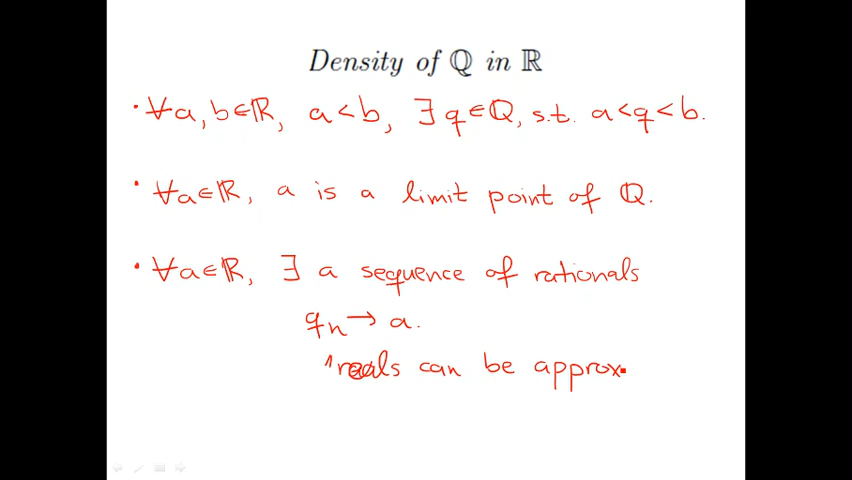 Density of ℚ in ℝ
• ∀a, b∈ℝ, a<b, ∃ q∈ℚ, s.t. a<q<b.
• ∀a∈ℝ, a is a limit point of ℚ.
• ∀a∈ℝ, ∃ a sequence of rationals
qₙ → a.
"reals can be approx